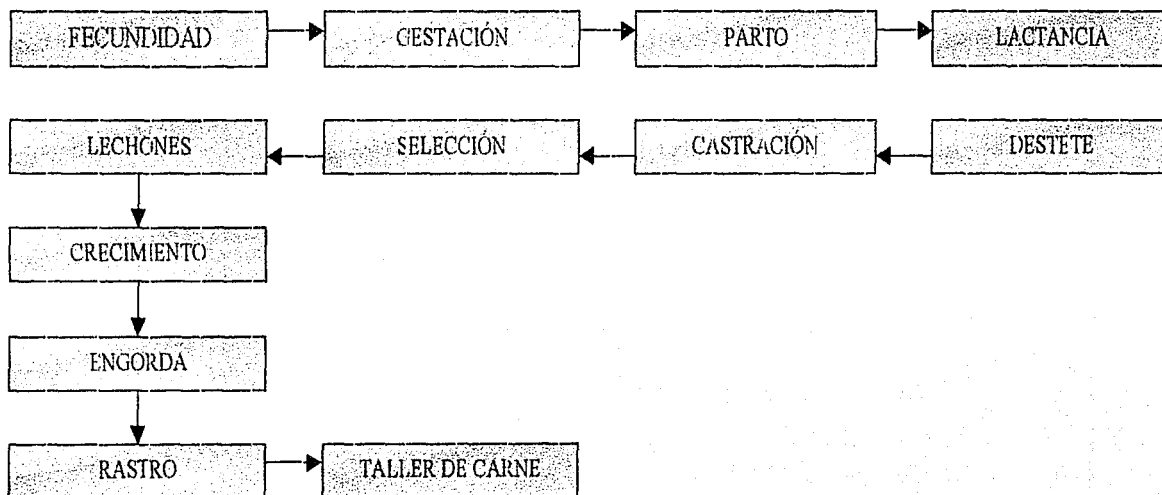 FECUNDIDAD GESTACIÓN PARTO LACTANCIA
LECHONES SELECCIÓN CASTRACIÓN DESTETE
CRECIMIENTO
ENGORDA
RASTRO TALLER DE CARNE